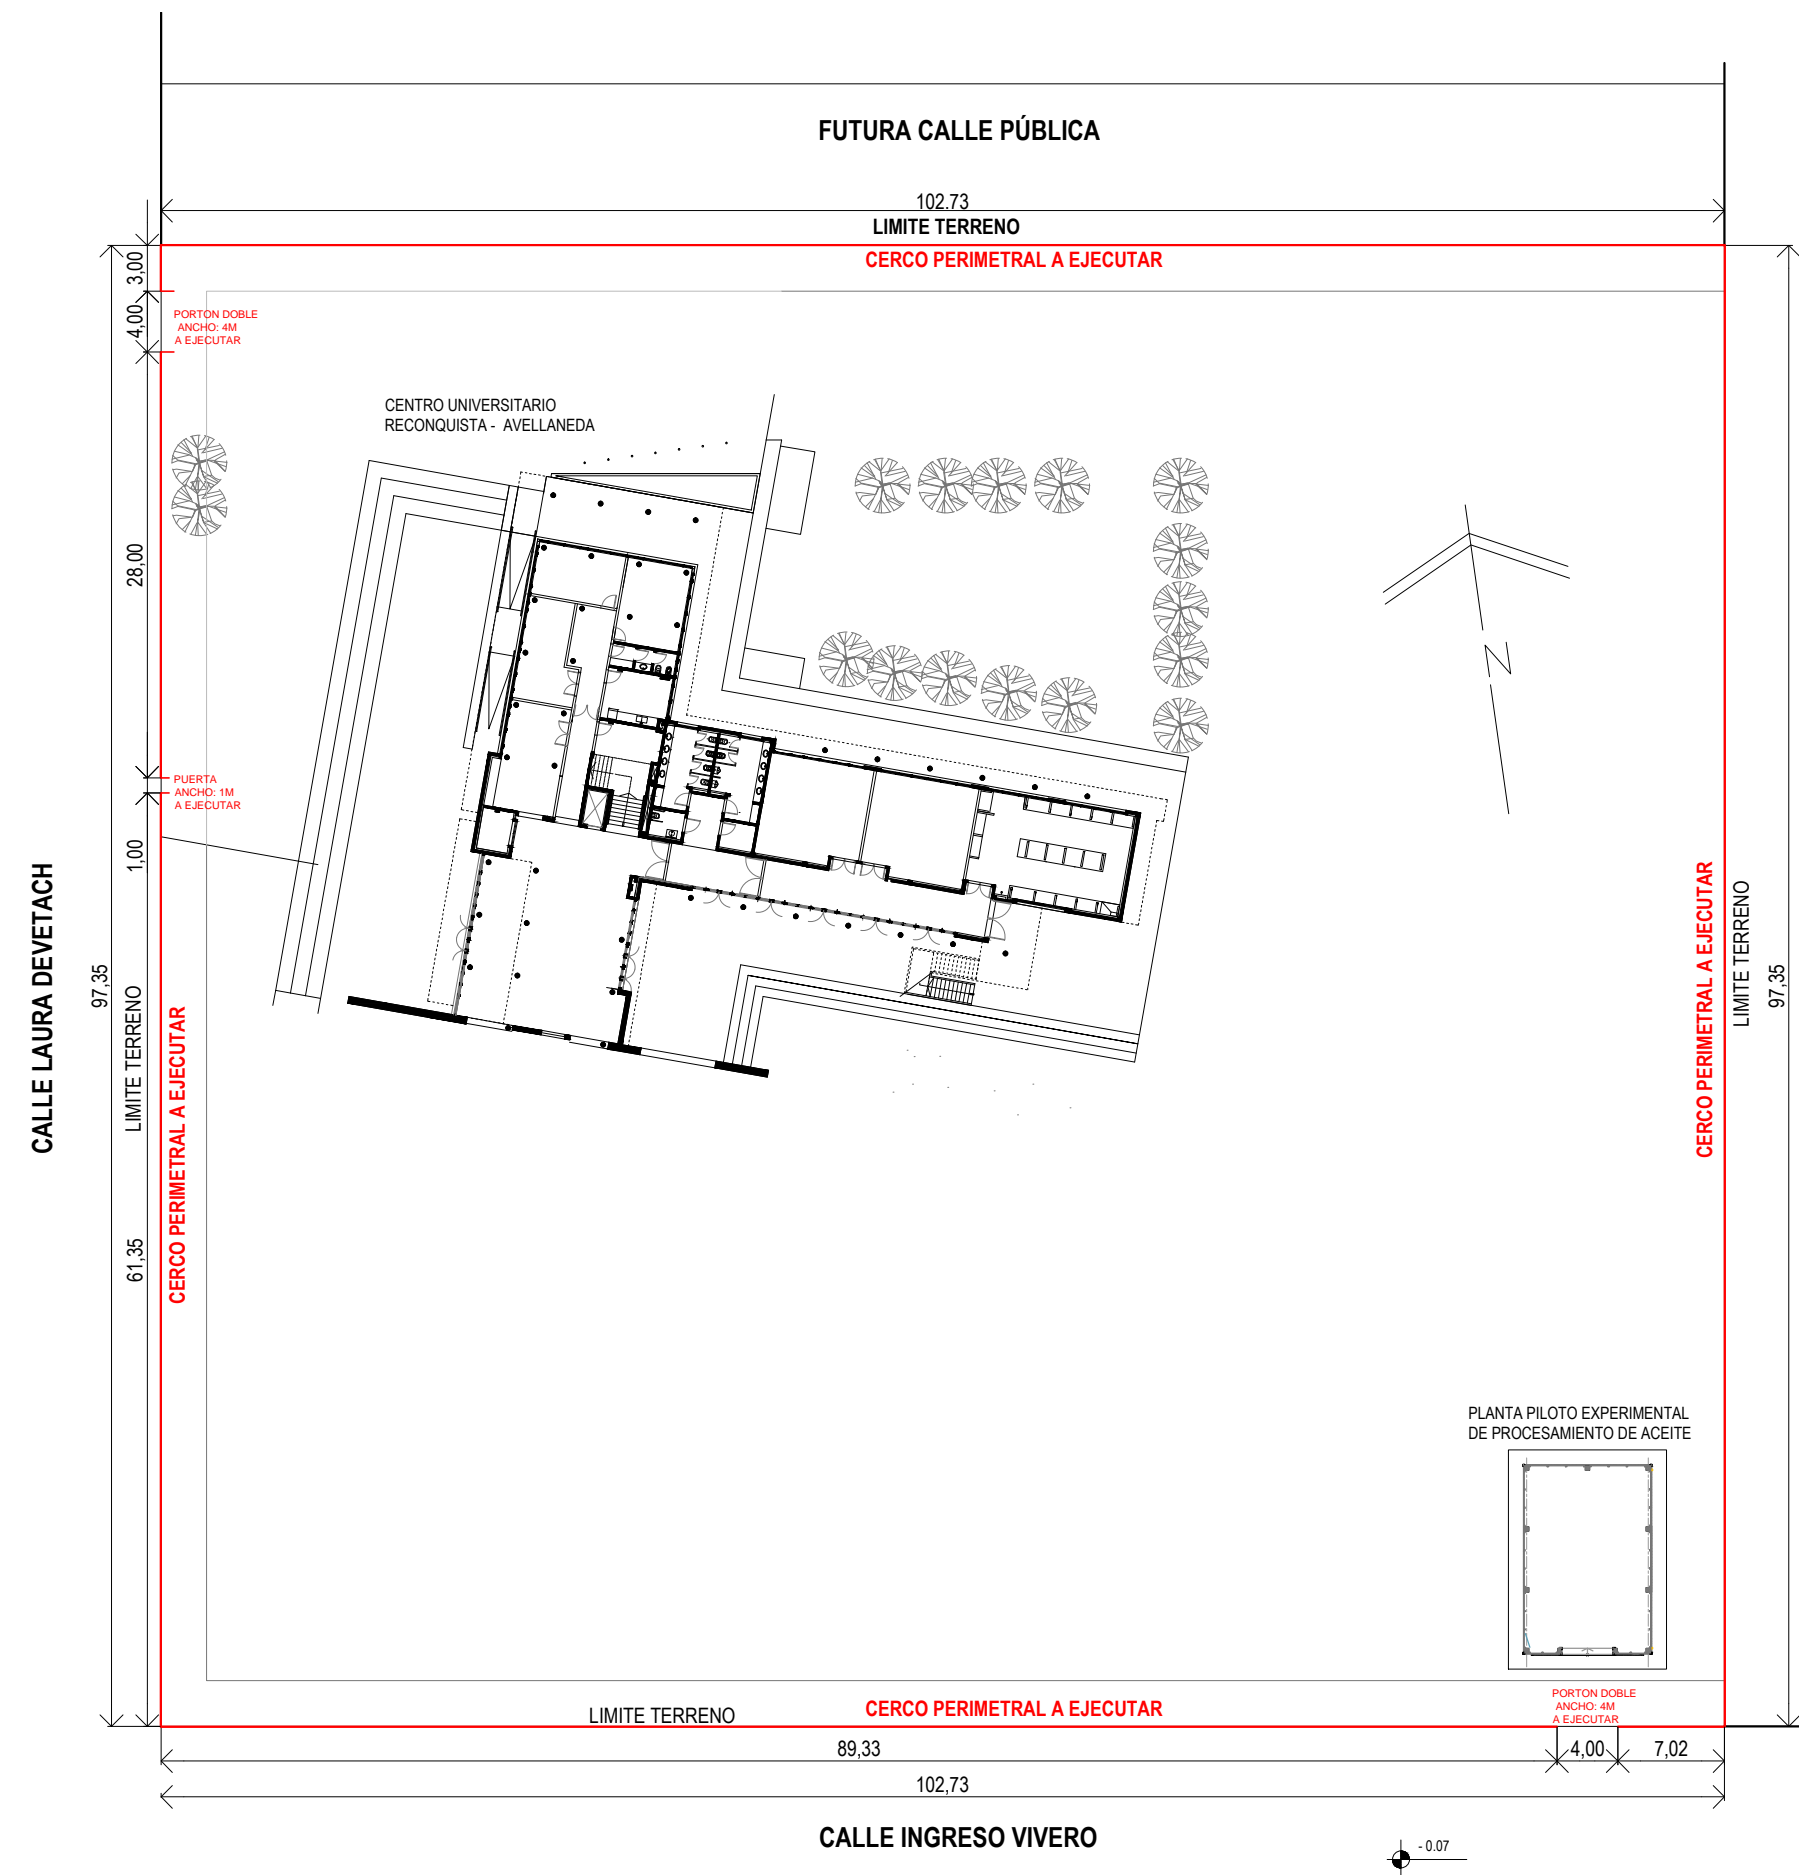 FUTURA CALLE PÚBLICA
102.73
LIMITE TERRENO
CERCO PERIMETRAL A EJECUTAR
3,00
4,00
PORTON DOBLE
ANCHO: 4M
A EJECUTAR
CENTRO UNIVERSITARIO
RECONQUISTA - AVELLANEDA
28,00
N
PUERTA
ANCHO: 1M
A EJECUTAR
1,00
CALLE LAURA DEVETACH
97,35
LIMITE TERRENO
CERCO PERIMETRAL A EJECUTAR
61,35
CERCO PERIMETRAL A EJECUTAR
LIMITE TERRENO
97,35
PLANTA PILOTO EXPERIMENTAL
DE PROCESAMIENTO DE ACEITE
PORTON DOBLE
ANCHO: 4M
A EJECUTAR
LIMITE TERRENO
CERCO PERIMETRAL A EJECUTAR
89,33
4,00
7,02
102,73
CALLE INGRESO VIVERO
- 0.07